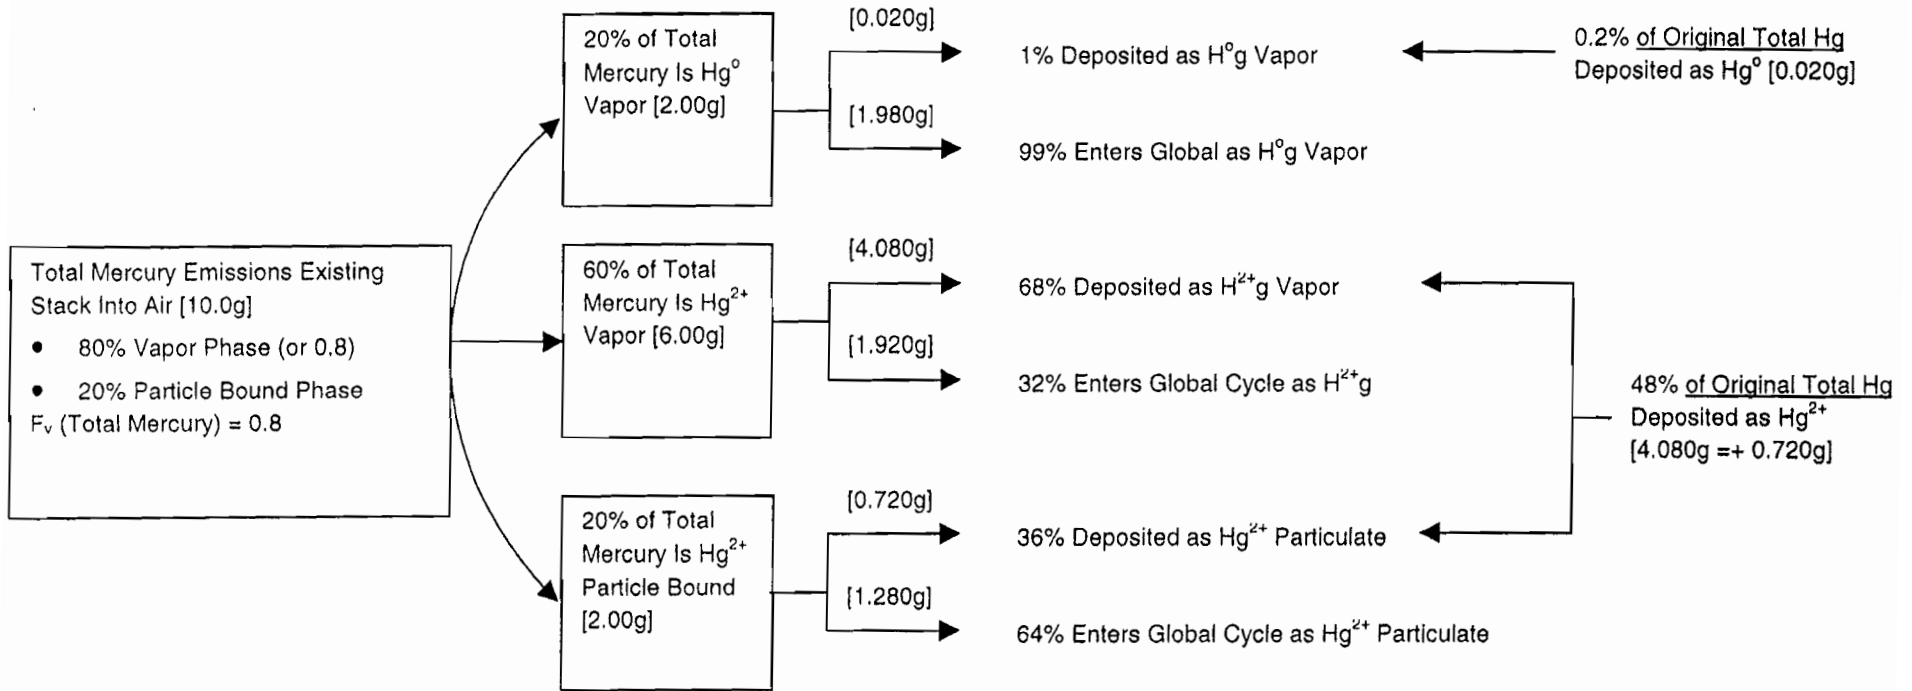 Total Mercury Emissions Existing
Stack Into Air [10.0g]
• 80% Vapor Phase (or 0.8)
• 20% Particle Bound Phase
Fᵥ (Total Mercury) = 0.8
20% of Total
Mercury Is Hg⁰
Vapor [2.00g]
[0.020g]
1% Deposited as H⁰g Vapor
[1.980g]
99% Enters Global as H⁰g Vapor
0.2% of Original Total Hg
Deposited as Hg⁰ [0.020g]
60% of Total
Mercury Is Hg²⁺
Vapor [6.00g]
[4.080g]
68% Deposited as H²⁺g Vapor
[1.920g]
32% Enters Global Cycle as H²⁺g
20% of Total
Mercury Is Hg²⁺
Particle Bound
[2.00g]
[0.720g]
36% Deposited as Hg²⁺ Particulate
[1.280g]
64% Enters Global Cycle as Hg²⁺ Particulate
48% of Original Total Hg
Deposited as Hg²⁺
[4.080g =+ 0.720g]